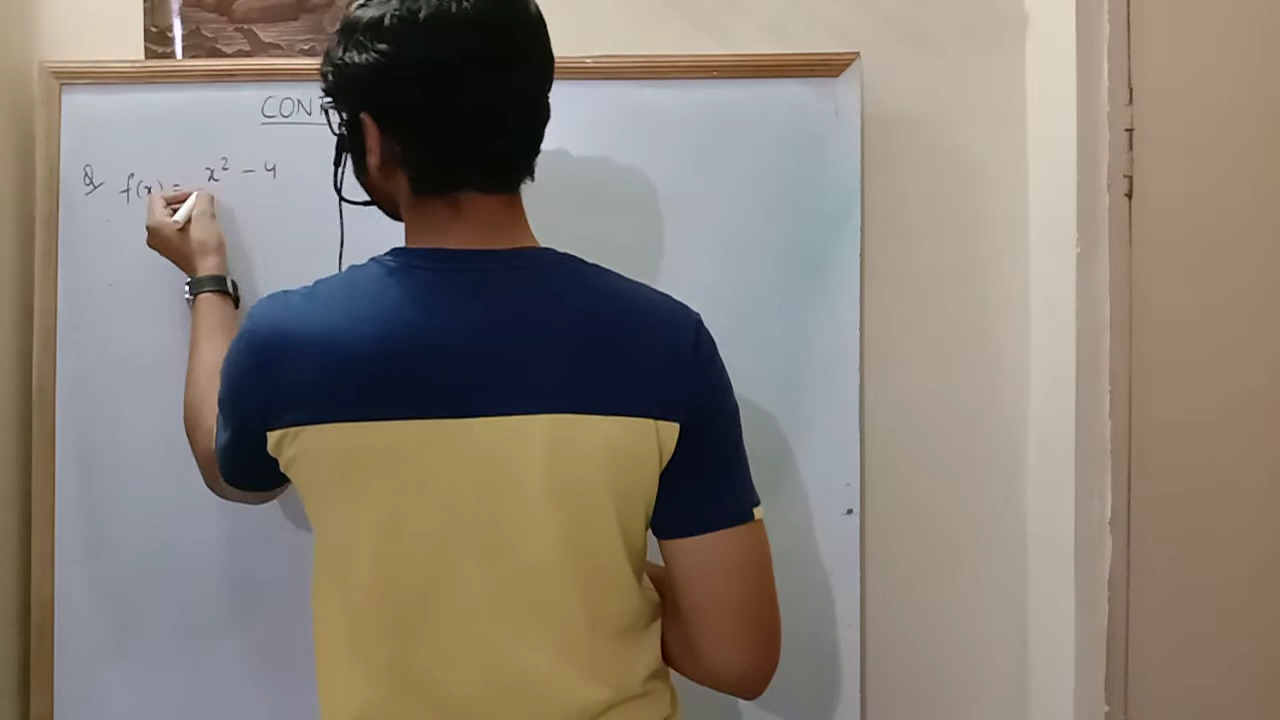 CON
Q f(x) = x² - 4